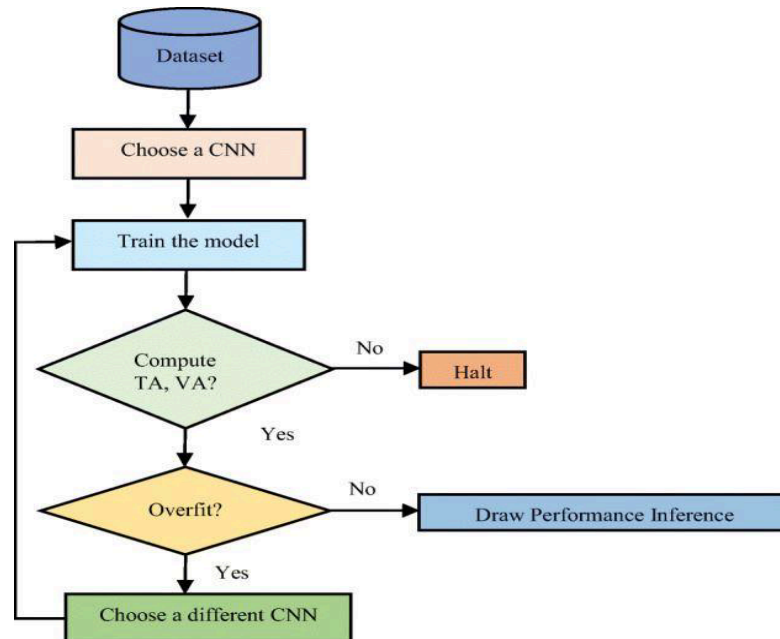 Dataset
Choose a CNN
Train the model
Compute
TA, VA?
No
Halt
Yes
Overfit?
No
Draw Performance Inference
Yes
Choose a different CNN